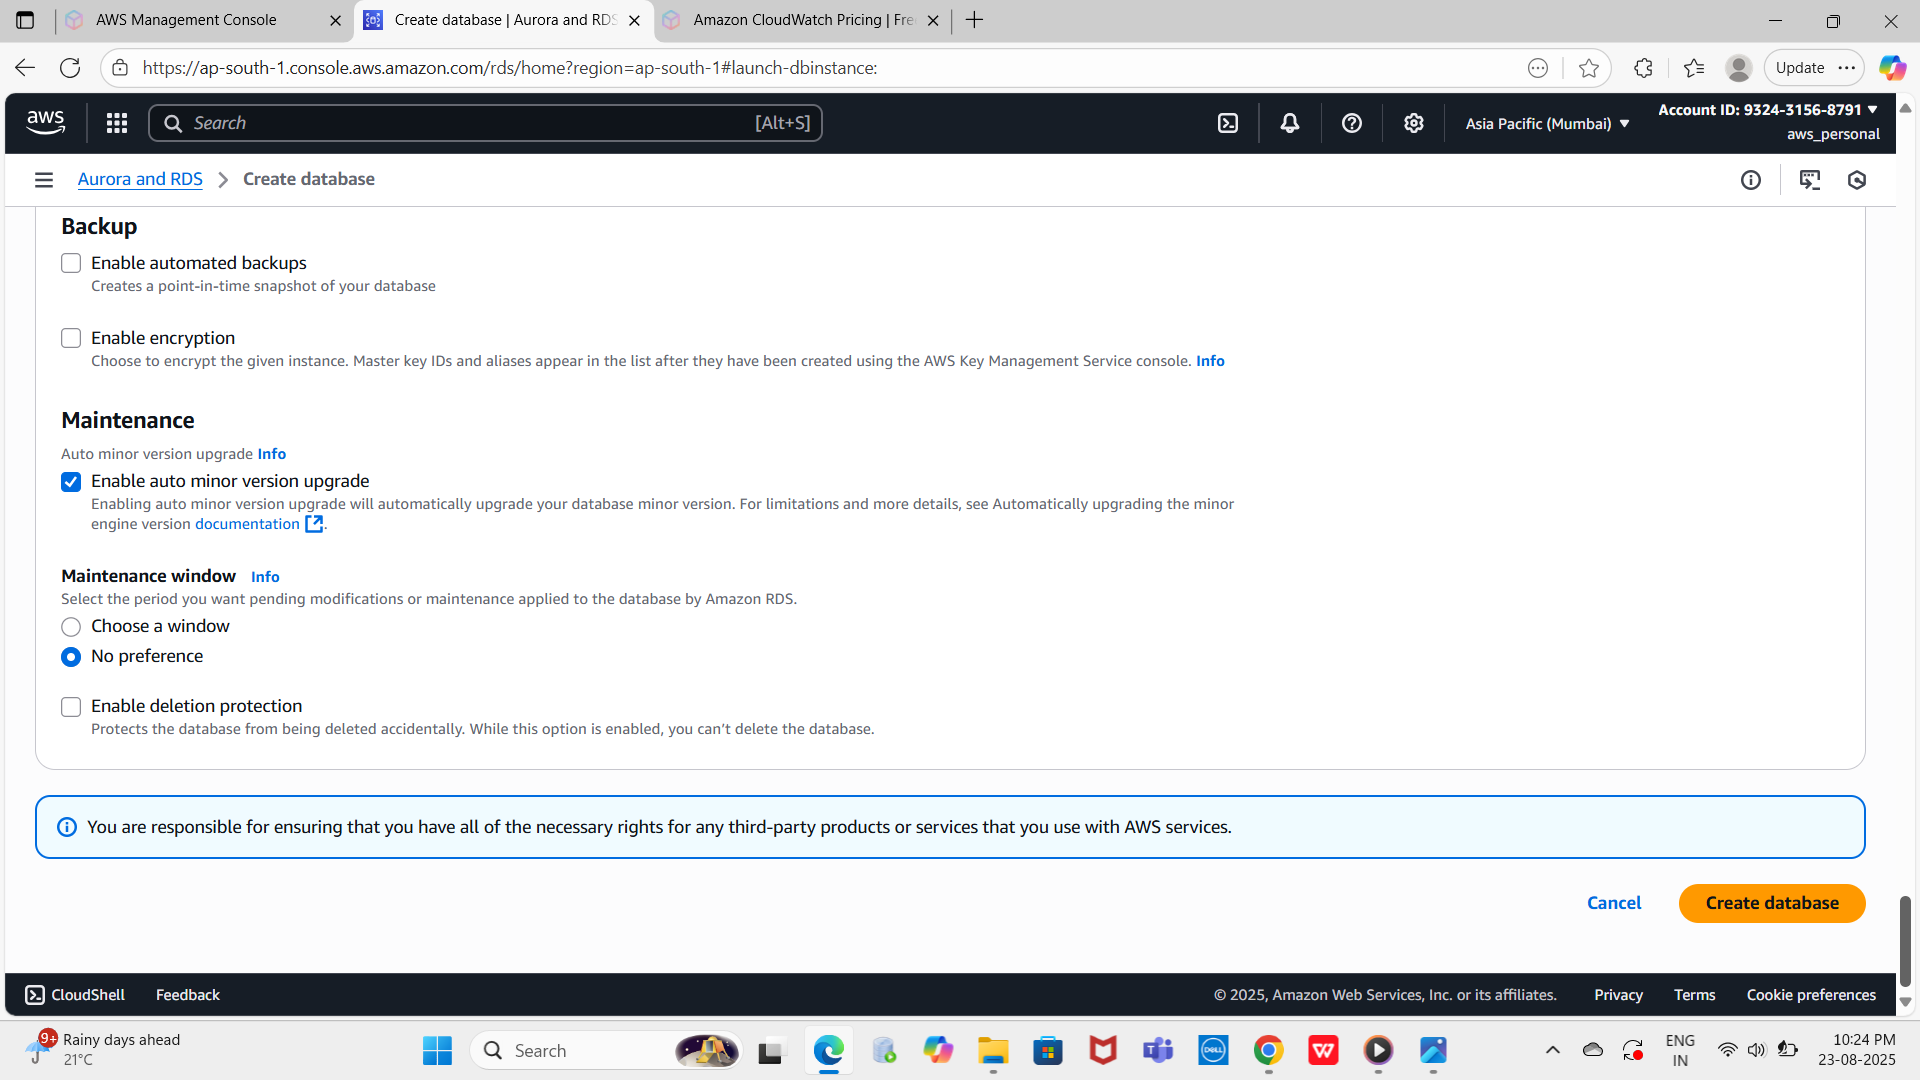 AWS Management Console
Create database | Aurora and RDS
Amazon CloudWatch Pricing | Fre
https://ap-south-1.console.aws.amazon.com/rds/home?region=ap-south-1#launch-dbinstance:
Update
aws
Search
[Alt+S]
Asia Pacific (Mumbai)
Account ID: 9324-3156-8791
aws_personal
Aurora and RDS
Create database
Backup
Enable automated backups
Creates a point-in-time snapshot of your database
Enable encryption
Choose to encrypt the given instance. Master key IDs and aliases appear in the list after they have been created using the AWS Key Management Service console. Info
Maintenance
Auto minor version upgrade Info
Enable auto minor version upgrade
Enabling auto minor version upgrade will automatically upgrade your database minor version. For limitations and more details, see Automatically upgrading the minor
engine version documentation.
Maintenance window Info
Select the period you want pending modifications or maintenance applied to the database by Amazon RDS.
Choose a window
No preference
Enable deletion protection
Protects the database from being deleted accidentally. While this option is enabled, you can't delete the database.
You are responsible for ensuring that you have all of the necessary rights for any third-party products or services that you use with AWS services.
Cancel
Create database
CloudShell
Feedback
© 2025, Amazon Web Services, Inc. or its affiliates.
Privacy
Terms
Cookie preferences
9+
Rainy days ahead
21°C
Search
DELL
W
ENG
IN
10:24 PM
23-08-2025